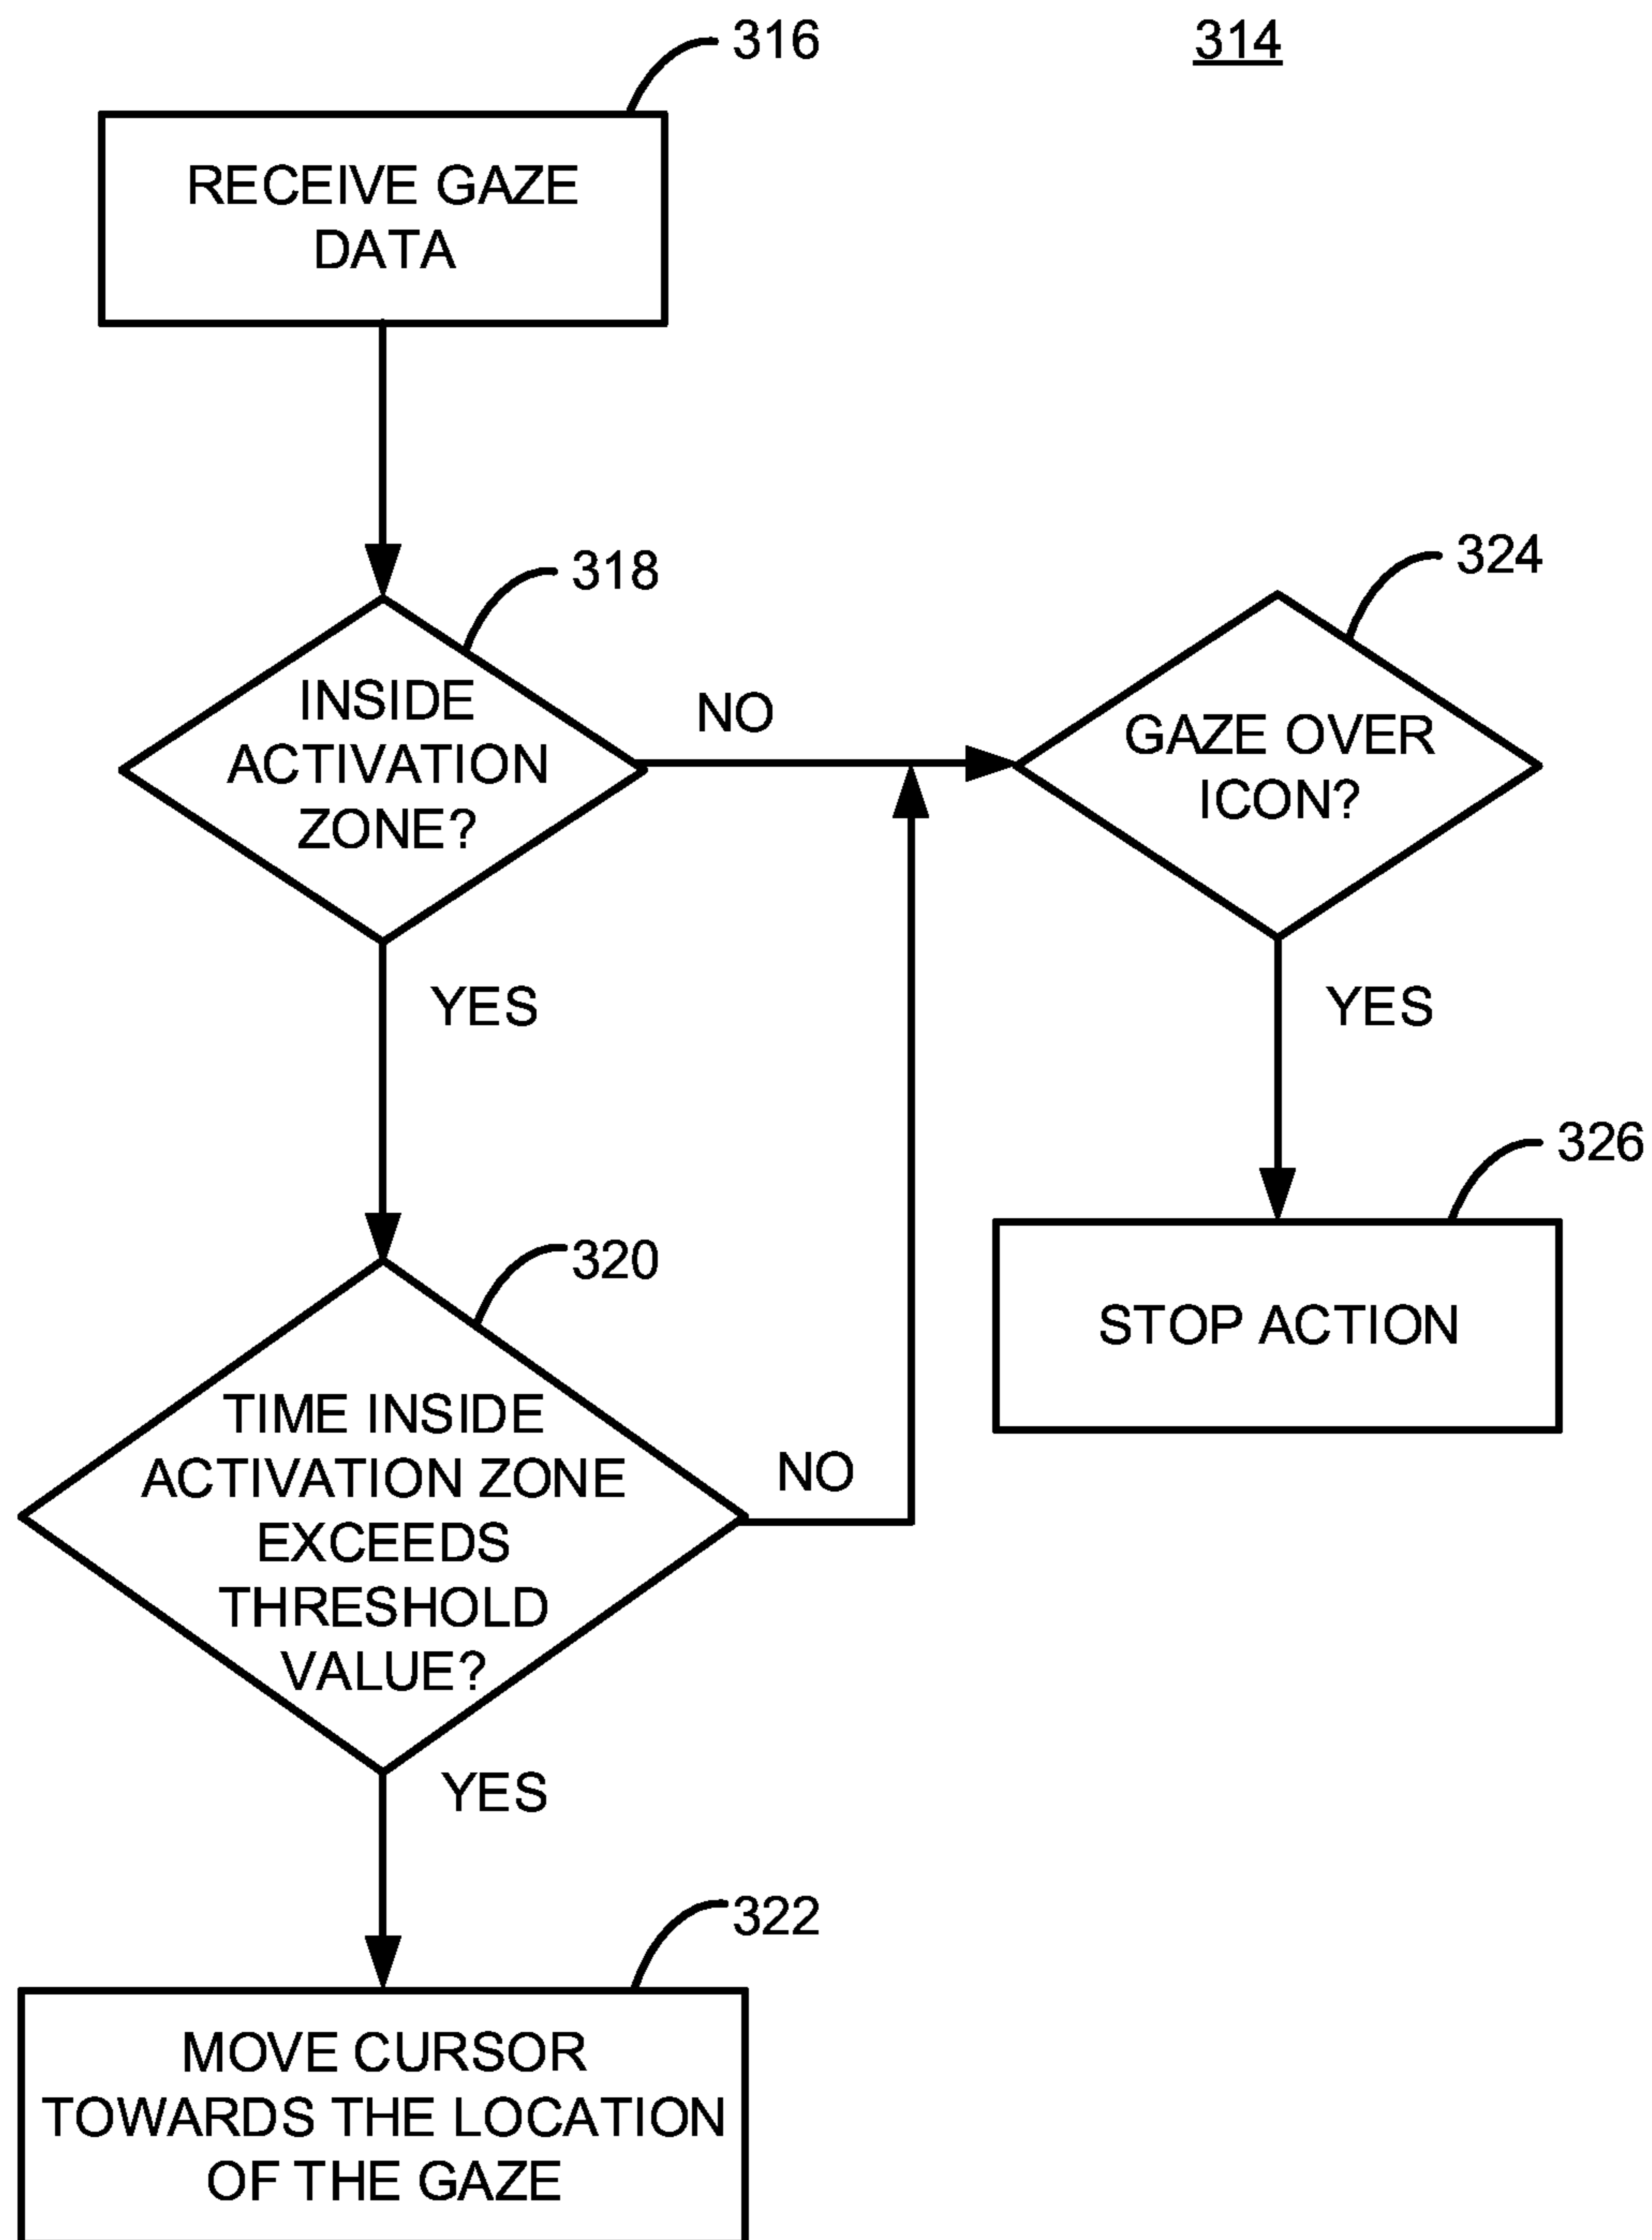 316
314
RECEIVE GAZE
DATA
318
324
INSIDE
ACTIVATION
ZONE?
NO
GAZE OVER
ICON?
YES
YES
326
320
STOP ACTION
TIME INSIDE
ACTIVATION ZONE
EXCEEDS
THRESHOLD
VALUE?
NO
YES
322
MOVE CURSOR
TOWARDS THE LOCATION
OF THE GAZE